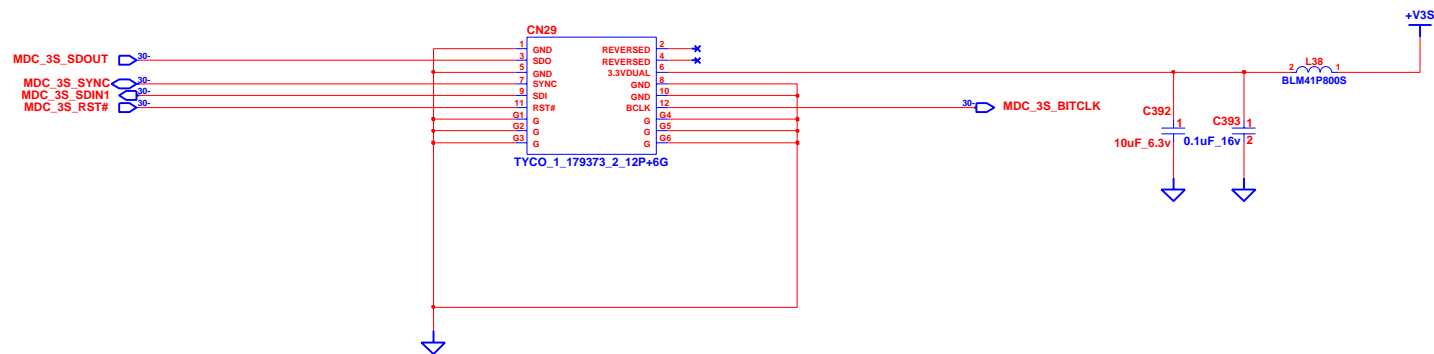 +V3S
CN29
1 GND REVERSED 2
MDC_3S_SDOUT 30- 3 SDO REVERSED 4
5 GND 3.3VDUAL 6 2 L38 1
BLM41P800S
MDC_3S_SYNC 30- 7 SYNC GND 8
MDC_3S_SDIN1 30- 9 SDI GND 10
MDC_3S_RST# 30- 11 RST# BCLK 12 30- MDC_3S_BITCLK
G1 G G G4
G2 G G G5
G3 G G G6
TYCO_1_179373_2_12P+6G
C392 1
10uF_6.3v
C393 1
0.1uF_16v 2